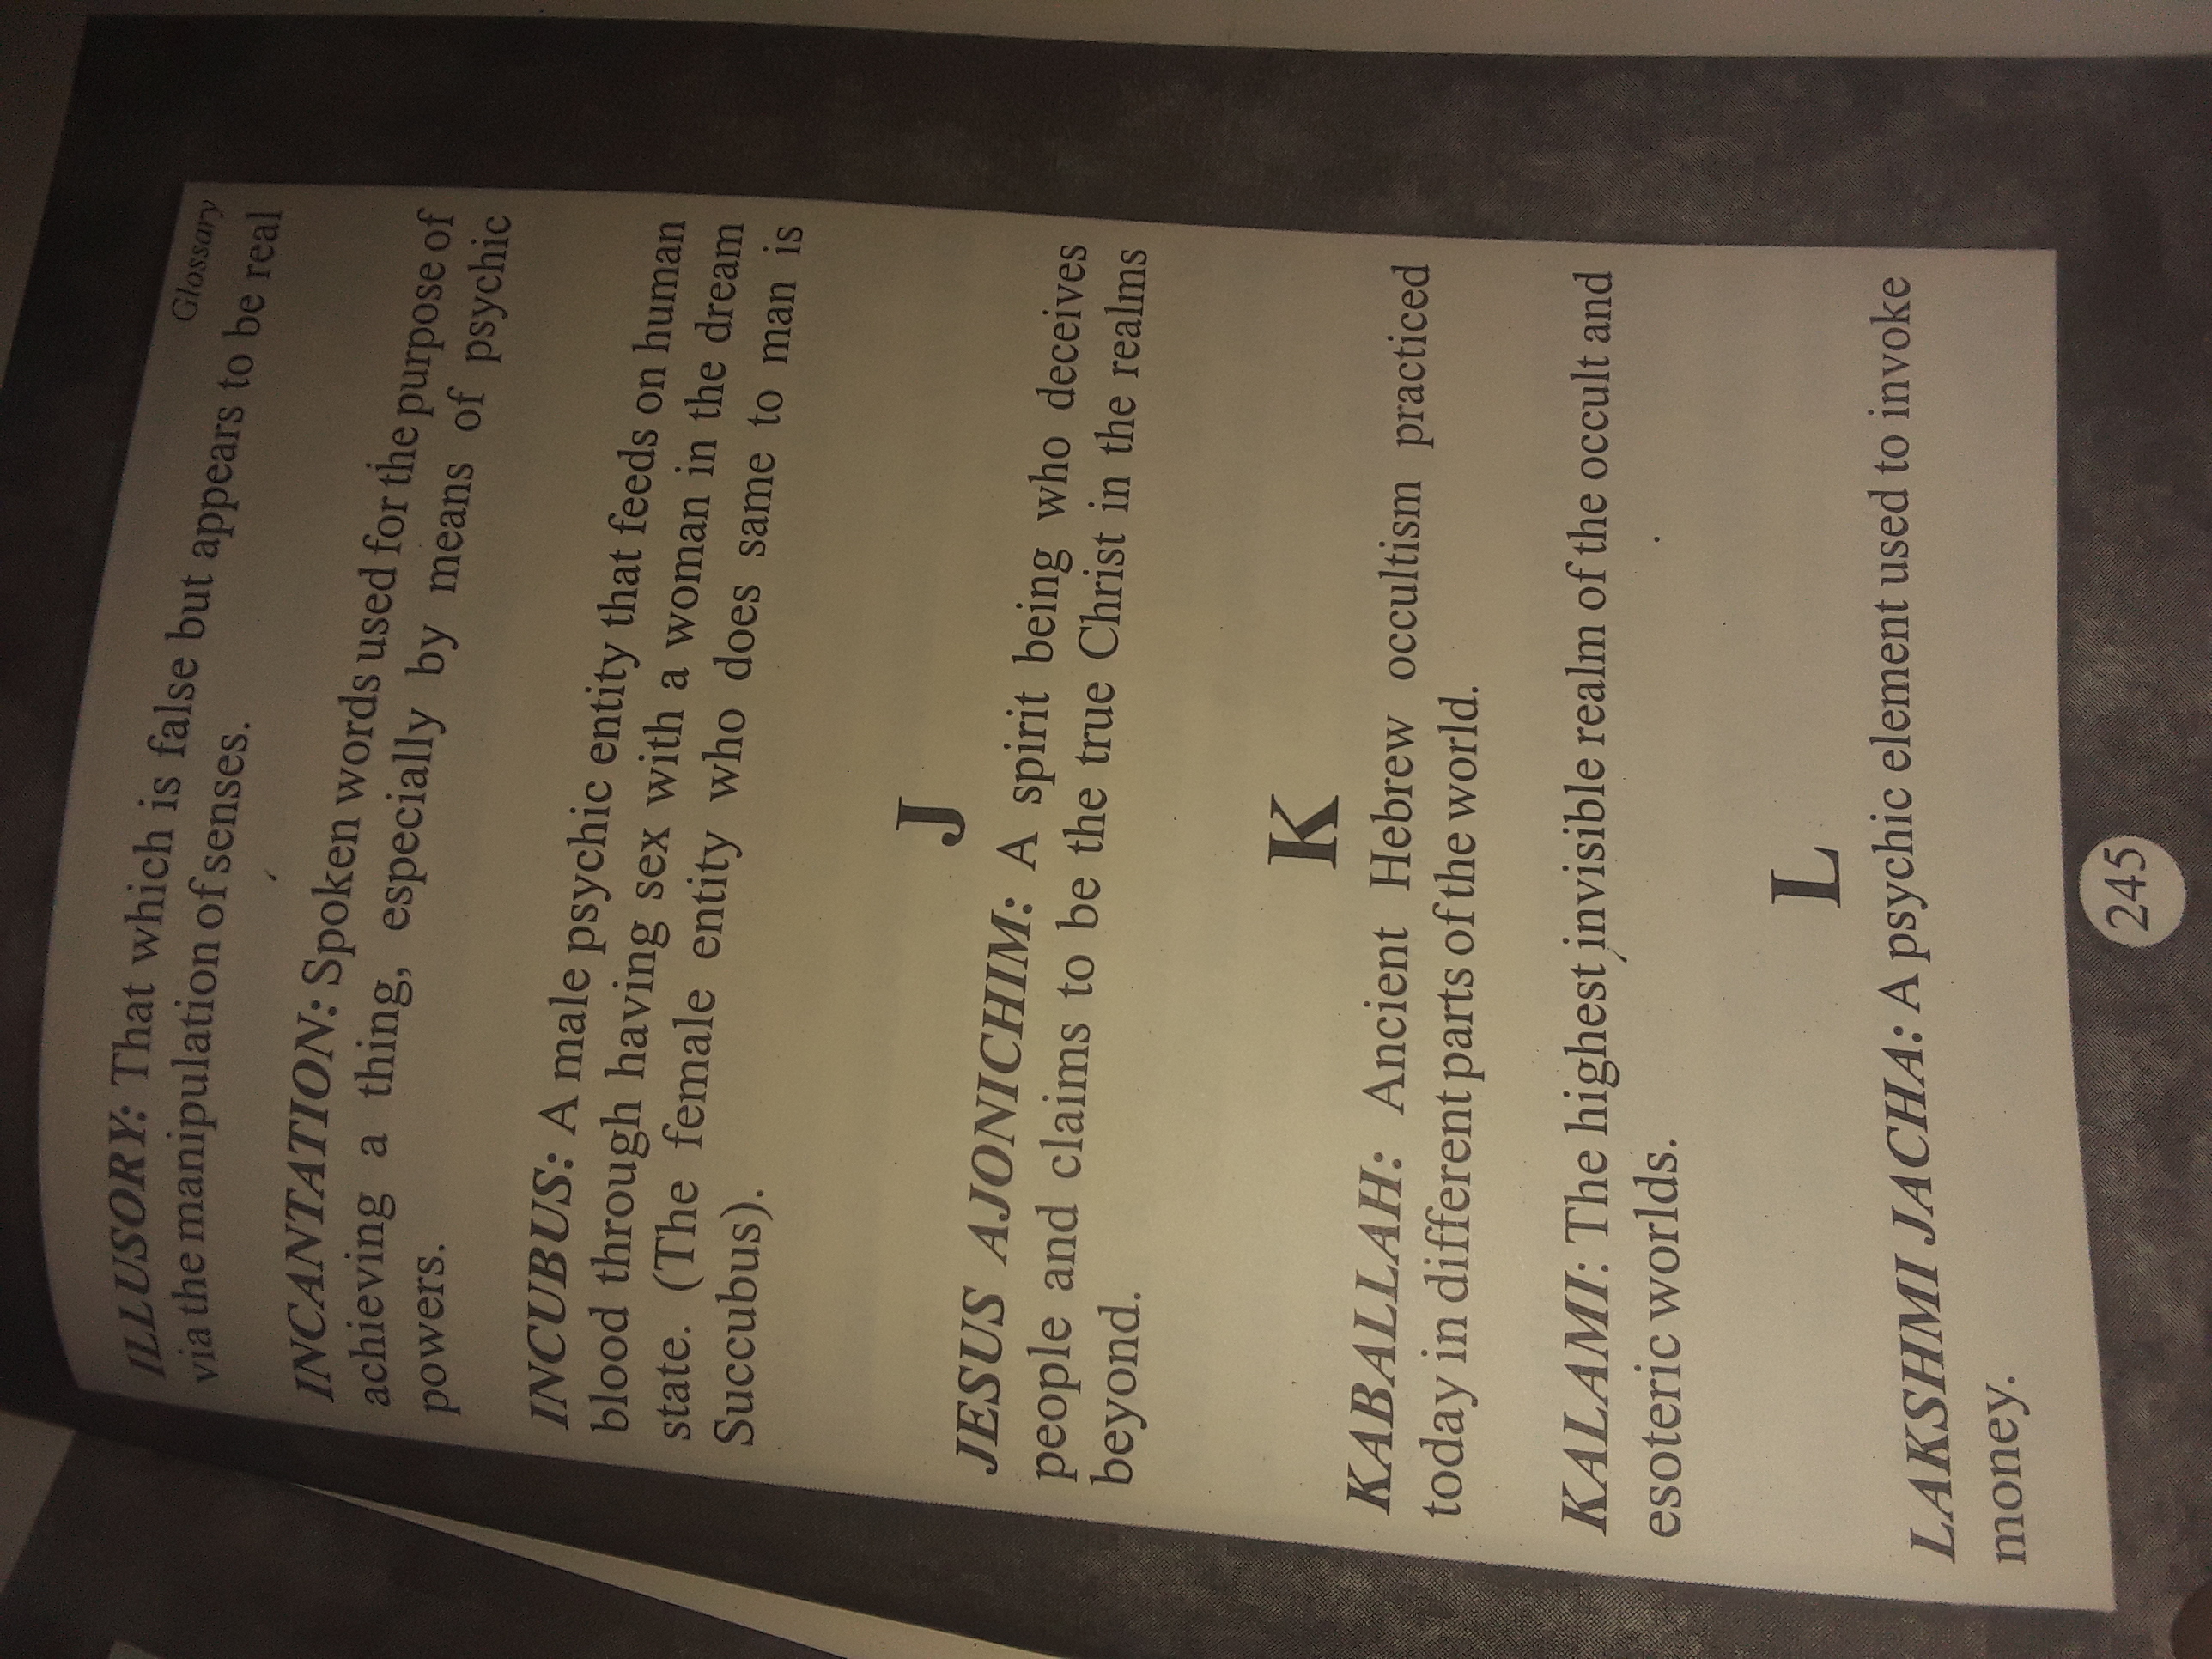 Glossary
ILLUSORY: That which is false but appears to be real
via the manipulation of senses.
INCANTATION: Spoken words used for the purpose of
achieving a thing, especially by means of psychic
powers.
INCUBUS: A male psychic entity that feeds on human
blood through having sex with a woman in the dream
state. (The female entity who does same to man is
Succubus).
J
JESUS AJONICHIM: A spirit being who deceives
people and claims to be the true Christ in the realms
beyond.
K
KABALLAH: Ancient Hebrew occultism practiced
today in different parts of the world.
KALAMI: The highest invisible realm of the occult and
esoteric worlds.
L
LAKSHMI JACHA: A psychic element used to invoke
money.
245